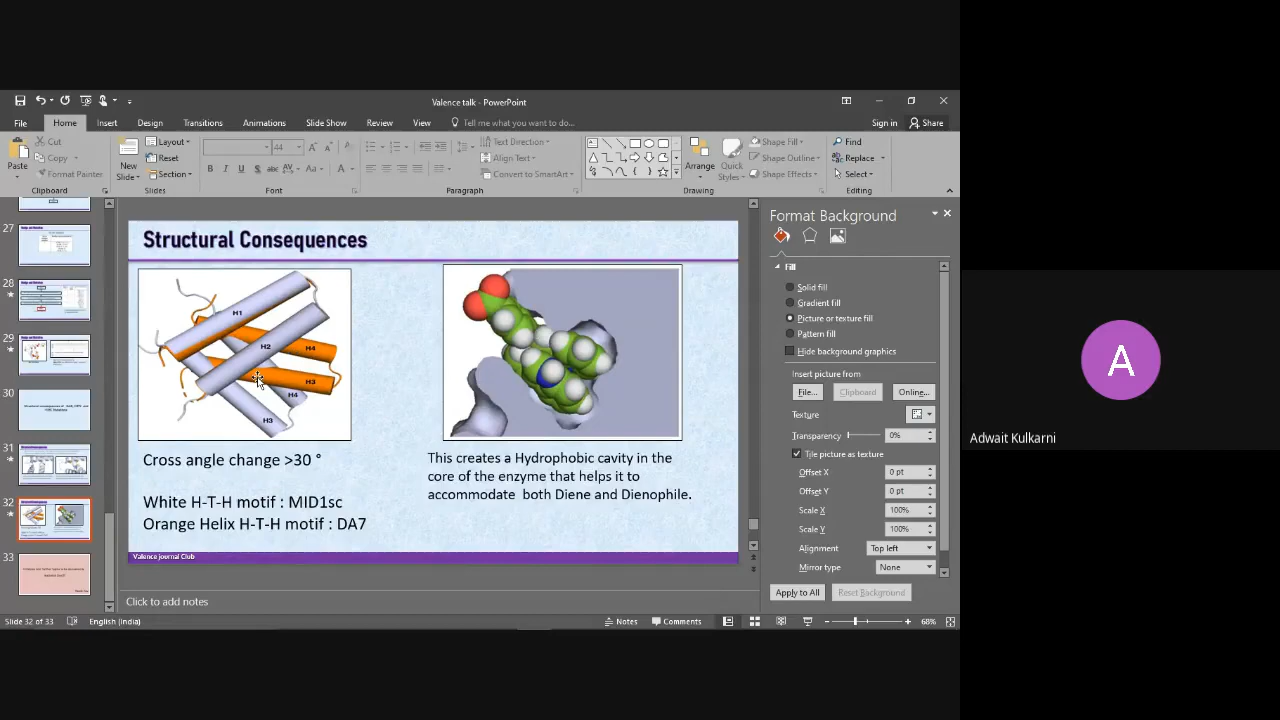 Valence talk - PowerPoint
File
Home
Insert
Design
Transitions
Animations
Slide Show
Review
View
Tell me what you want to do...
Sign in
Share
Paste
Cut
Copy
Format Painter
Clipboard
New
Slide
Layout
Reset
Section
Slides
44
Font
Text Direction
Align Text
Convert to SmartArt
Paragraph
Arrange
Quick
Styles
Shape Fill
Shape Outline
Shape Effects
Drawing
Find
Replace
Select
Editing
27
28
29
30
31
32
33
Structural Consequences
H1
H2
H4
H3
H4
H3
Cross angle change >30 °
White H-T-H motif : MID1sc
Orange Helix H-T-H motif : DA7
This creates a Hydrophobic cavity in the
core of the enzyme that helps it to
accommodate both Diene and Dienophile.
Valence journal Club
Click to add notes
Format Background
Fill
Solid fill
Gradient fill
Picture or texture fill
Pattern fill
Hide background graphics
Insert picture from
File...
Clipboard
Online...
Texture
Transparency
0%
Tile picture as texture
Offset X
0 pt
Offset Y
0 pt
Scale X
100%
Scale Y
100%
Alignment
Top left
Mirror type
None
Apply to All
Reset Background
Slide 32 of 33
English (India)
Notes
Comments
68%
A
Adwait Kulkarni